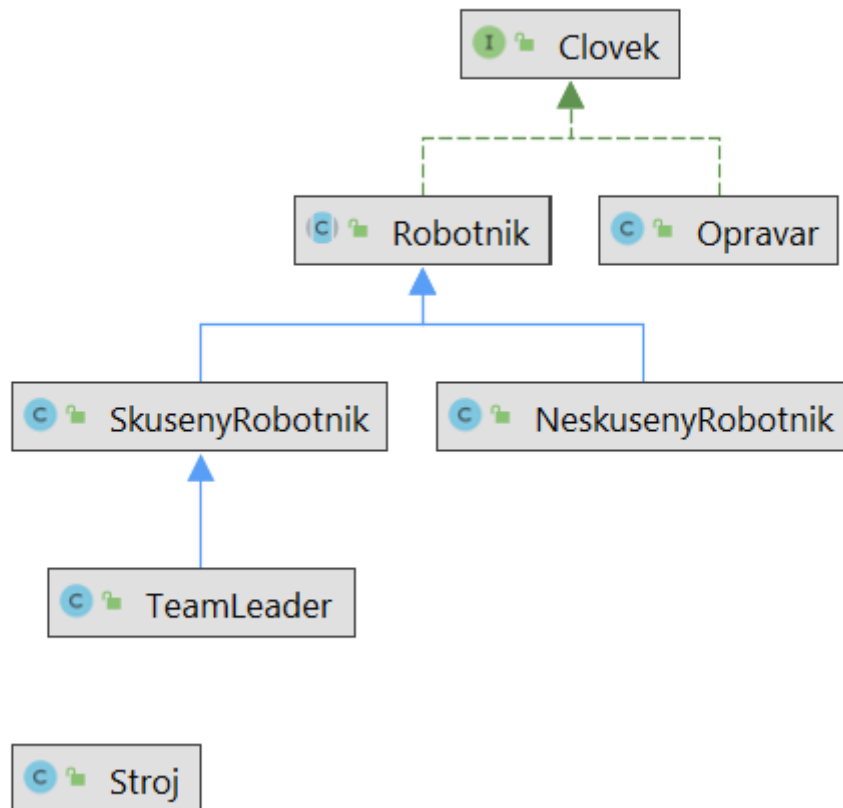 I Clovek
C Robotnik
C Opravar
C SkusenyRobotnik
C NeskusenyRobotnik
C TeamLeader
C Stroj